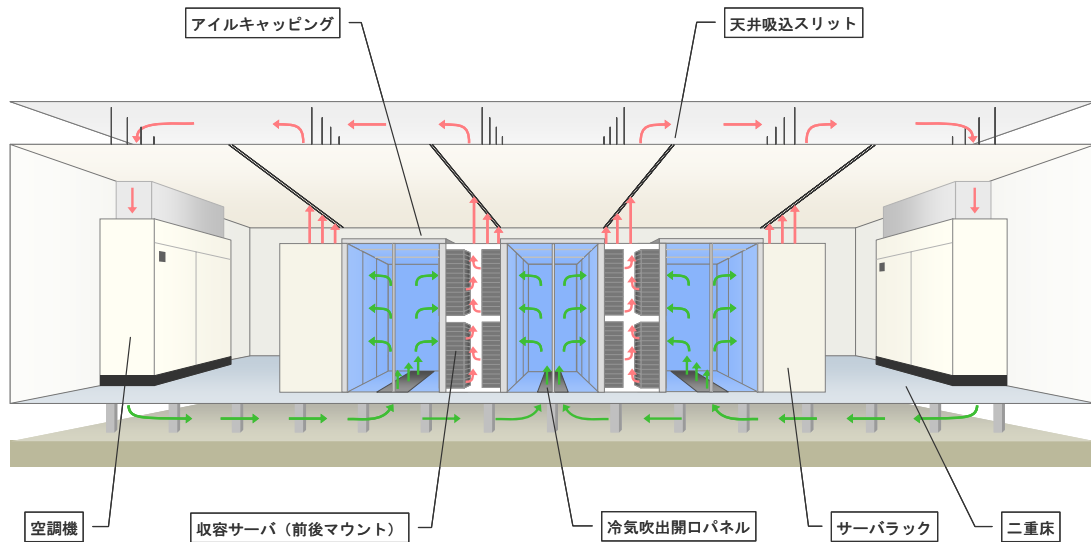 アイルキャッピング
天井吸込スリット
空調機
収容サーバ（前後マウント）
冷気吹出開口パネル
サーバラック
二重床